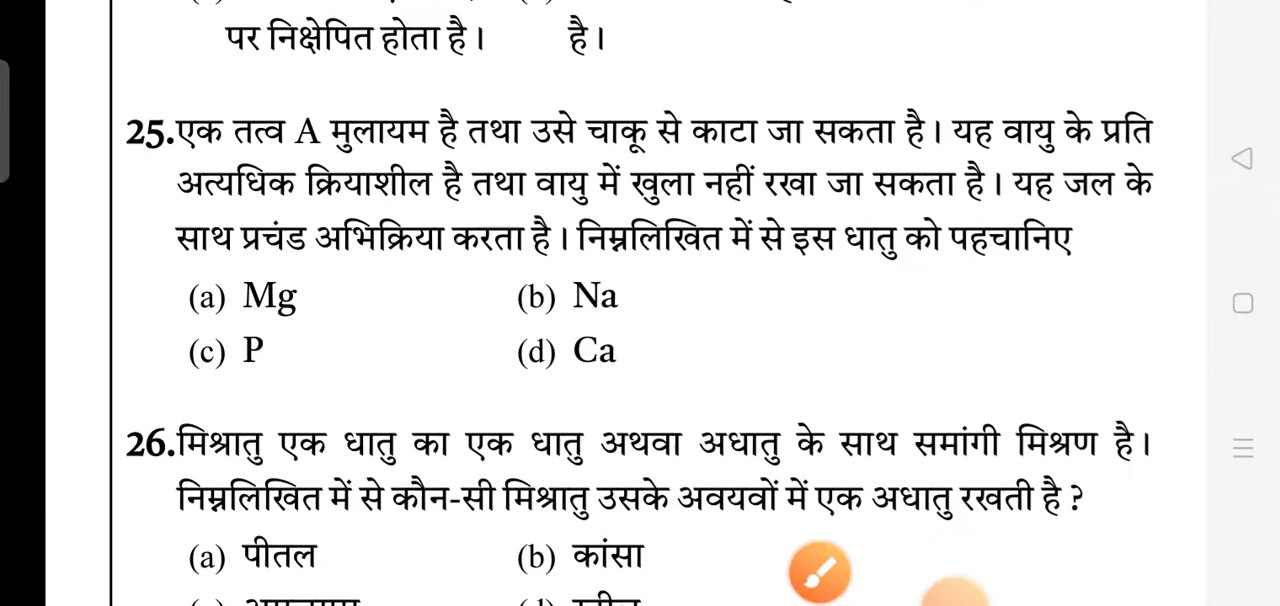 पर निक्षेपित होता है। है।
25.एक तत्व A मुलायम है तथा उसे चाकू से काटा जा सकता है। यह वायु के प्रति
अत्यधिक क्रियाशील है तथा वायु में खुला नहीं रखा जा सकता है। यह जल के
साथ प्रचंड अभिक्रिया करता है। निम्नलिखित में से इस धातु को पहचानिए
(a) Mg (b) Na
(c) P (d) Ca
26.मिश्रातु एक धातु का एक धातु अथवा अधातु के साथ समांगी मिश्रण है।
निम्नलिखित में से कौन-सी मिश्रातु उसके अवयवों में एक अधातु रखती है ?
(a) पीतल (b) कांसा